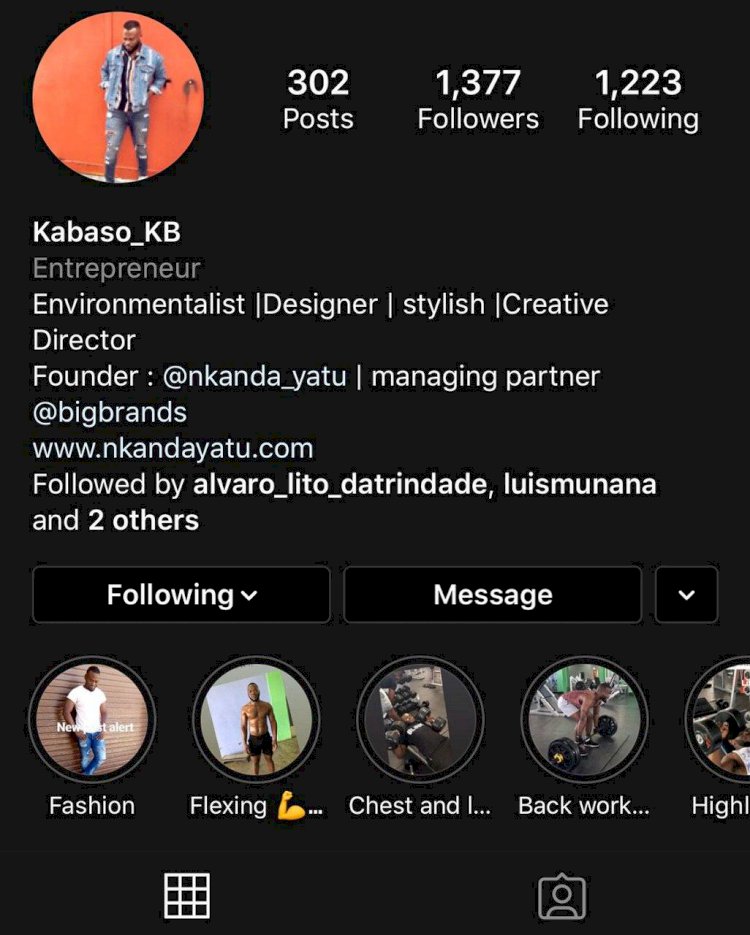 302 1,377 1,223
Posts Followers Following
Kabaso_KB
Entrepreneur
Environmentalist |Designer | stylish |Creative
Director
Founder : @nkanda_yatu | managing partner
@bigbrands
www.nkandayatu.com
Followed by alvaro_lito_datrindade, luismunana
and 2 others
Following Message
New st alert
Fashion Flexing 💪... Chest and l... Back work... Highl